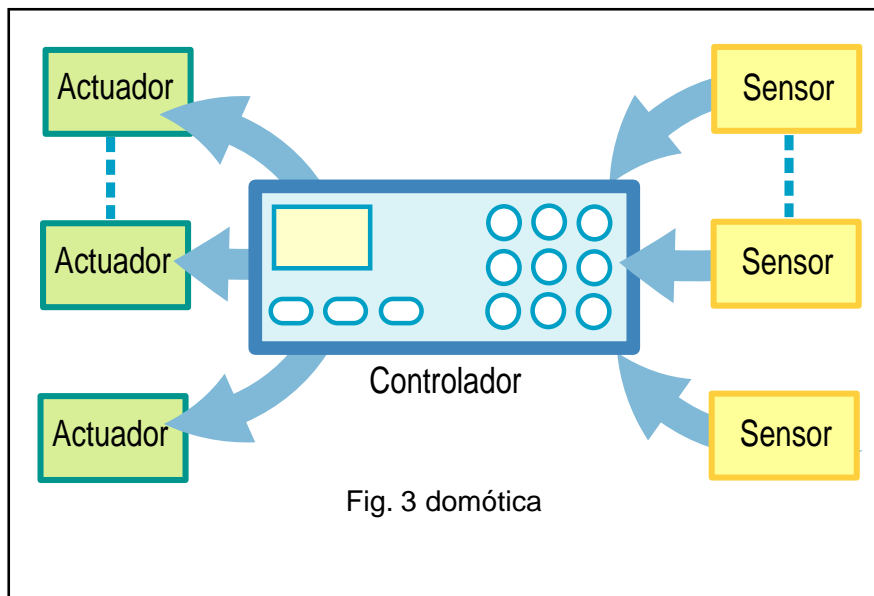 Actuador
Sensor
Actuador
Sensor
Controlador
Actuador
Sensor
Fig. 3 domótica